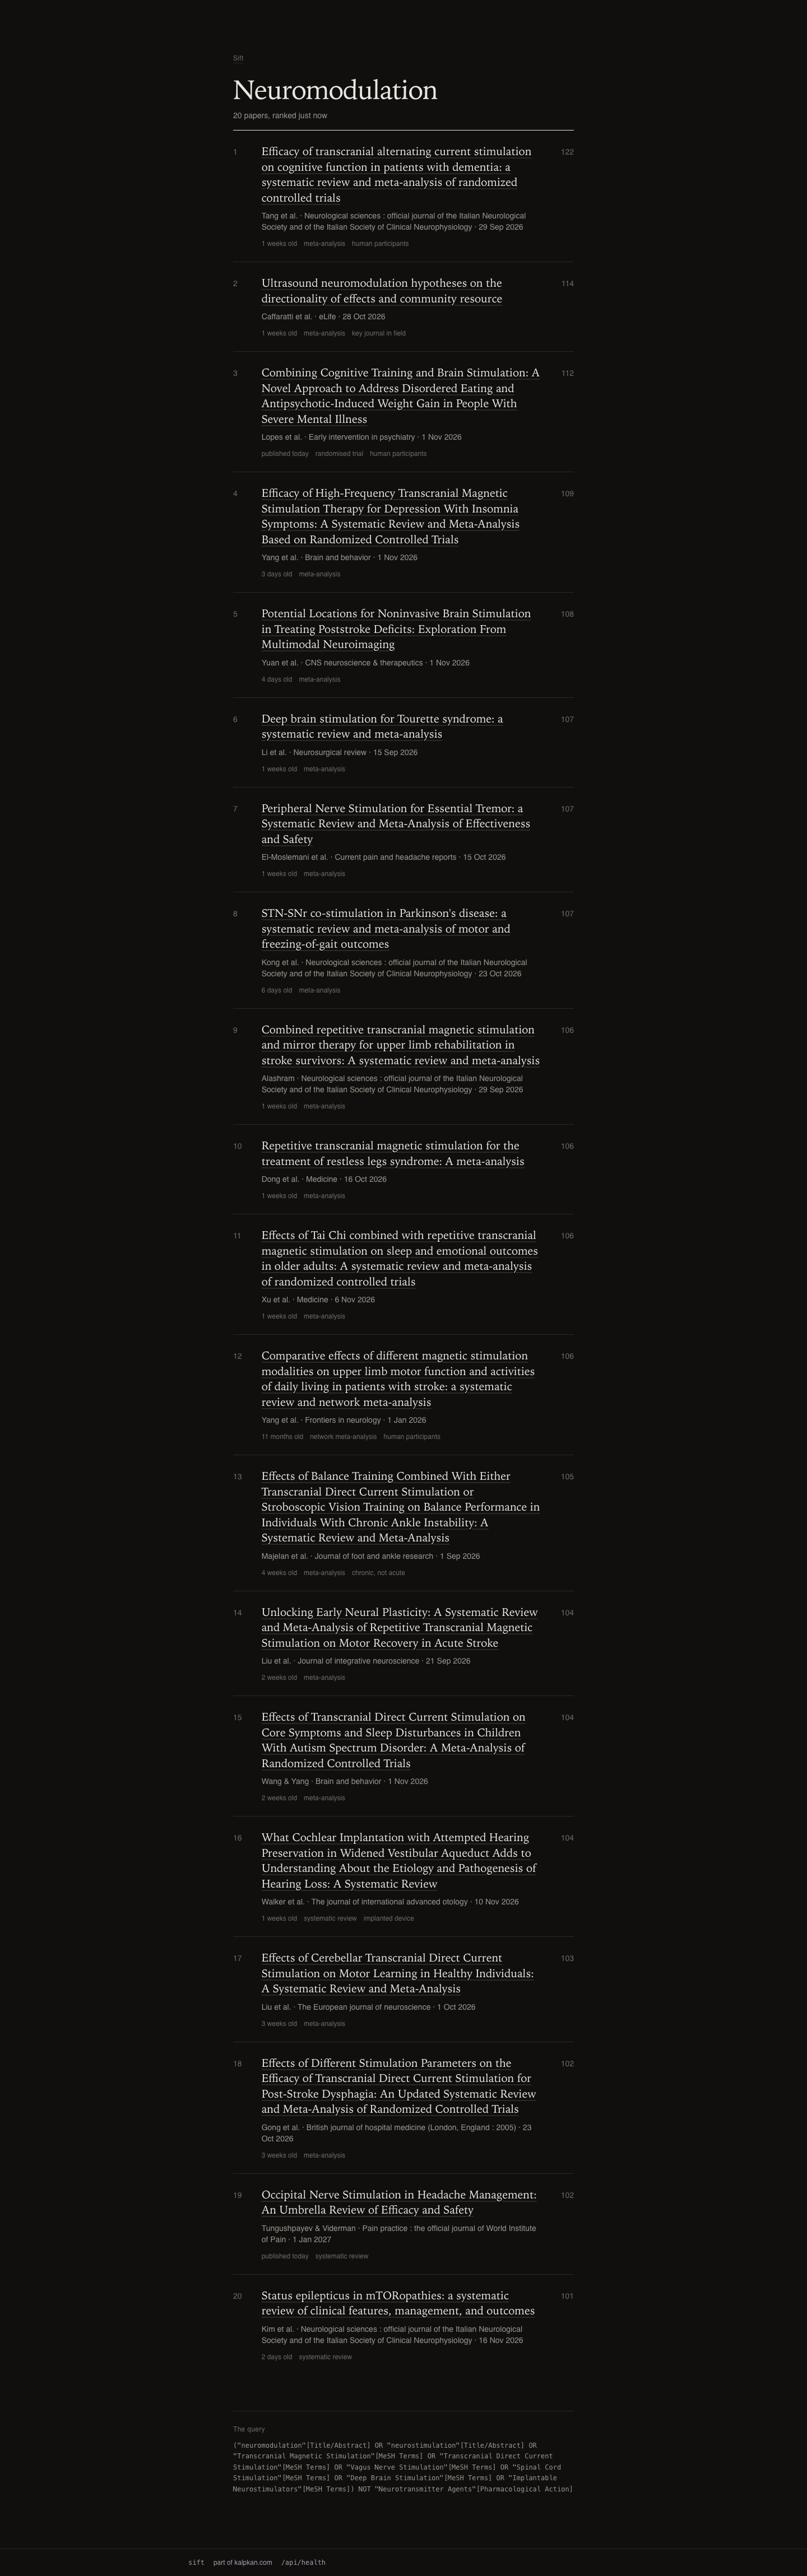 Sift
Neuromodulation
20 papers, ranked just now
1
Efficacy of transcranial alternating current stimulation
on cognitive function in patients with dementia: a
systematic review and meta-analysis of randomized
controlled trials
122
Tang et al. · Neurological sciences : official journal of the Italian Neurological
Society and of the Italian Society of Clinical Neurophysiology · 29 Sep 2026
1 weeks old meta-analysis human participants
2
Ultrasound neuromodulation hypotheses on the
directionality of effects and community resource
114
Caffaratti et al. · eLife · 28 Oct 2026
1 weeks old meta-analysis key journal in field
3
Combining Cognitive Training and Brain Stimulation: A
Novel Approach to Address Disordered Eating and
Antipsychotic-Induced Weight Gain in People With
Severe Mental Illness
112
Lopes et al. · Early intervention in psychiatry · 1 Nov 2026
published today randomised trial human participants
4
Efficacy of High-Frequency Transcranial Magnetic
Stimulation Therapy for Depression With Insomnia
Symptoms: A Systematic Review and Meta-Analysis
Based on Randomized Controlled Trials
109
Yang et al. · Brain and behavior · 1 Nov 2026
3 days old meta-analysis
5
Potential Locations for Noninvasive Brain Stimulation
in Treating Poststroke Deficits: Exploration From
Multimodal Neuroimaging
108
Yuan et al. · CNS neuroscience & therapeutics · 1 Nov 2026
4 days old meta-analysis
6
Deep brain stimulation for Tourette syndrome: a
systematic review and meta-analysis
107
Li et al. · Neurosurgical review · 15 Sep 2026
1 weeks old meta-analysis
7
Peripheral Nerve Stimulation for Essential Tremor: a
Systematic Review and Meta-Analysis of Effectiveness
and Safety
107
El-Moslemani et al. · Current pain and headache reports · 15 Oct 2026
1 weeks old meta-analysis
8
STN-SNr co-stimulation in Parkinson's disease: a
systematic review and meta-analysis of motor and
freezing-of-gait outcomes
107
Kong et al. · Neurological sciences : official journal of the Italian Neurological
Society and of the Italian Society of Clinical Neurophysiology · 23 Oct 2026
6 days old meta-analysis
9
Combined repetitive transcranial magnetic stimulation
and mirror therapy for upper limb rehabilitation in
stroke survivors: A systematic review and meta-analysis
106
Alashram · Neurological sciences : official journal of the Italian Neurological
Society and of the Italian Society of Clinical Neurophysiology · 29 Sep 2026
1 weeks old meta-analysis
10
Repetitive transcranial magnetic stimulation for the
treatment of restless legs syndrome: A meta-analysis
106
Dong et al. · Medicine · 16 Oct 2026
1 weeks old meta-analysis
11
Effects of Tai Chi combined with repetitive transcranial
magnetic stimulation on sleep and emotional outcomes
in older adults: A systematic review and meta-analysis
of randomized controlled trials
106
Xu et al. · Medicine · 6 Nov 2026
1 weeks old meta-analysis
12
Comparative effects of different magnetic stimulation
modalities on upper limb motor function and activities
of daily living in patients with stroke: a systematic
review and network meta-analysis
106
Yang et al. · Frontiers in neurology · 1 Jan 2026
11 months old network meta-analysis human participants
13
Effects of Balance Training Combined With Either
Transcranial Direct Current Stimulation or
Stroboscopic Vision Training on Balance Performance in
Individuals With Chronic Ankle Instability: A
Systematic Review and Meta-Analysis
105
Majelan et al. · Journal of foot and ankle research · 1 Sep 2026
4 weeks old meta-analysis chronic, not acute
14
Unlocking Early Neural Plasticity: A Systematic Review
and Meta-Analysis of Repetitive Transcranial Magnetic
Stimulation on Motor Recovery in Acute Stroke
104
Liu et al. · Journal of integrative neuroscience · 21 Sep 2026
2 weeks old meta-analysis
15
Effects of Transcranial Direct Current Stimulation on
Core Symptoms and Sleep Disturbances in Children
With Autism Spectrum Disorder: A Meta-Analysis of
Randomized Controlled Trials
104
Wang & Yang · Brain and behavior · 1 Nov 2026
2 weeks old meta-analysis
16
What Cochlear Implantation with Attempted Hearing
Preservation in Widened Vestibular Aqueduct Adds to
Understanding About the Etiology and Pathogenesis of
Hearing Loss: A Systematic Review
104
Walker et al. · The journal of international advanced otology · 10 Nov 2026
1 weeks old systematic review implanted device
17
Effects of Cerebellar Transcranial Direct Current
Stimulation on Motor Learning in Healthy Individuals:
A Systematic Review and Meta-Analysis
103
Liu et al. · The European journal of neuroscience · 1 Oct 2026
3 weeks old meta-analysis
18
Effects of Different Stimulation Parameters on the
Efficacy of Transcranial Direct Current Stimulation for
Post-Stroke Dysphagia: An Updated Systematic Review
and Meta-Analysis of Randomized Controlled Trials
102
Gong et al. · British journal of hospital medicine (London, England : 2005) · 23
Oct 2026
3 weeks old meta-analysis
19
Occipital Nerve Stimulation in Headache Management:
An Umbrella Review of Efficacy and Safety
102
Tungushpayev & Viderman · Pain practice : the official journal of World Institute
of Pain · 1 Jan 2027
published today systematic review
20
Status epilepticus in mTORopathies: a systematic
review of clinical features, management, and outcomes
101
Kim et al. · Neurological sciences : official journal of the Italian Neurological
Society and of the Italian Society of Clinical Neurophysiology · 16 Nov 2026
2 days old systematic review
The query
("neuromodulation"[Title/Abstract] OR "neurostimulation"[Title/Abstract] OR
"Transcranial Magnetic Stimulation"[MeSH Terms] OR "Transcranial Direct Current
Stimulation"[MeSH Terms] OR "Vagus Nerve Stimulation"[MeSH Terms] OR "Spinal Cord
Stimulation"[MeSH Terms] OR "Deep Brain Stimulation"[MeSH Terms] OR "Implantable
Neurostimulators"[MeSH Terms]) NOT "Neurotransmitter Agents"[Pharmacological Action]
sift part of kalpkan.com /api/health